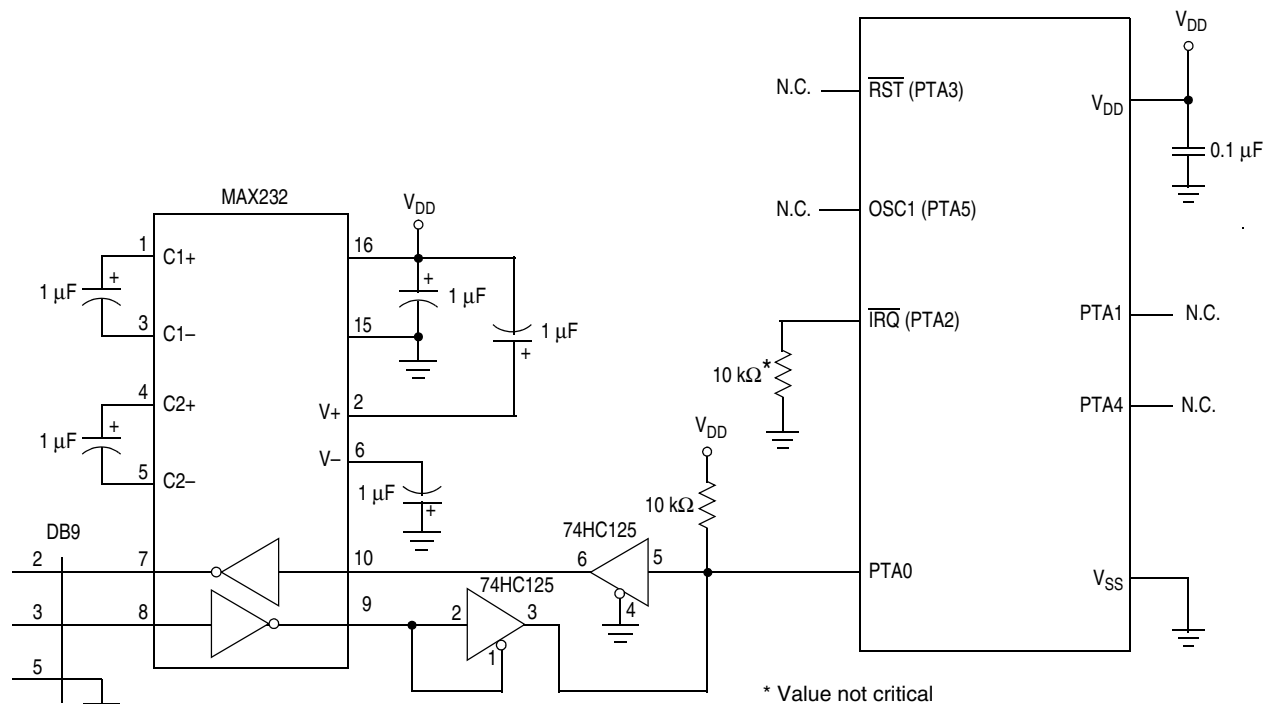 V_DD
N.C.
RST (PTA3)
V_DD
0.1 µF
MAX232
V_DD
N.C.
OSC1 (PTA5)
1
C1+
16
+
1 µF
+
1 µF
3
C1–
15
1 µF
+
IRQ (PTA2)
PTA1
N.C.
10 kΩ*
4
C2+
V+
2
PTA4
N.C.
+
1 µF
V_DD
V–
6
5
C2–
1 µF
+
10 kΩ
DB9
74HC125
2
7
10
6
5
4
PTA0
V_SS
74HC125
3
8
9
2
3
1
5
* Value not critical